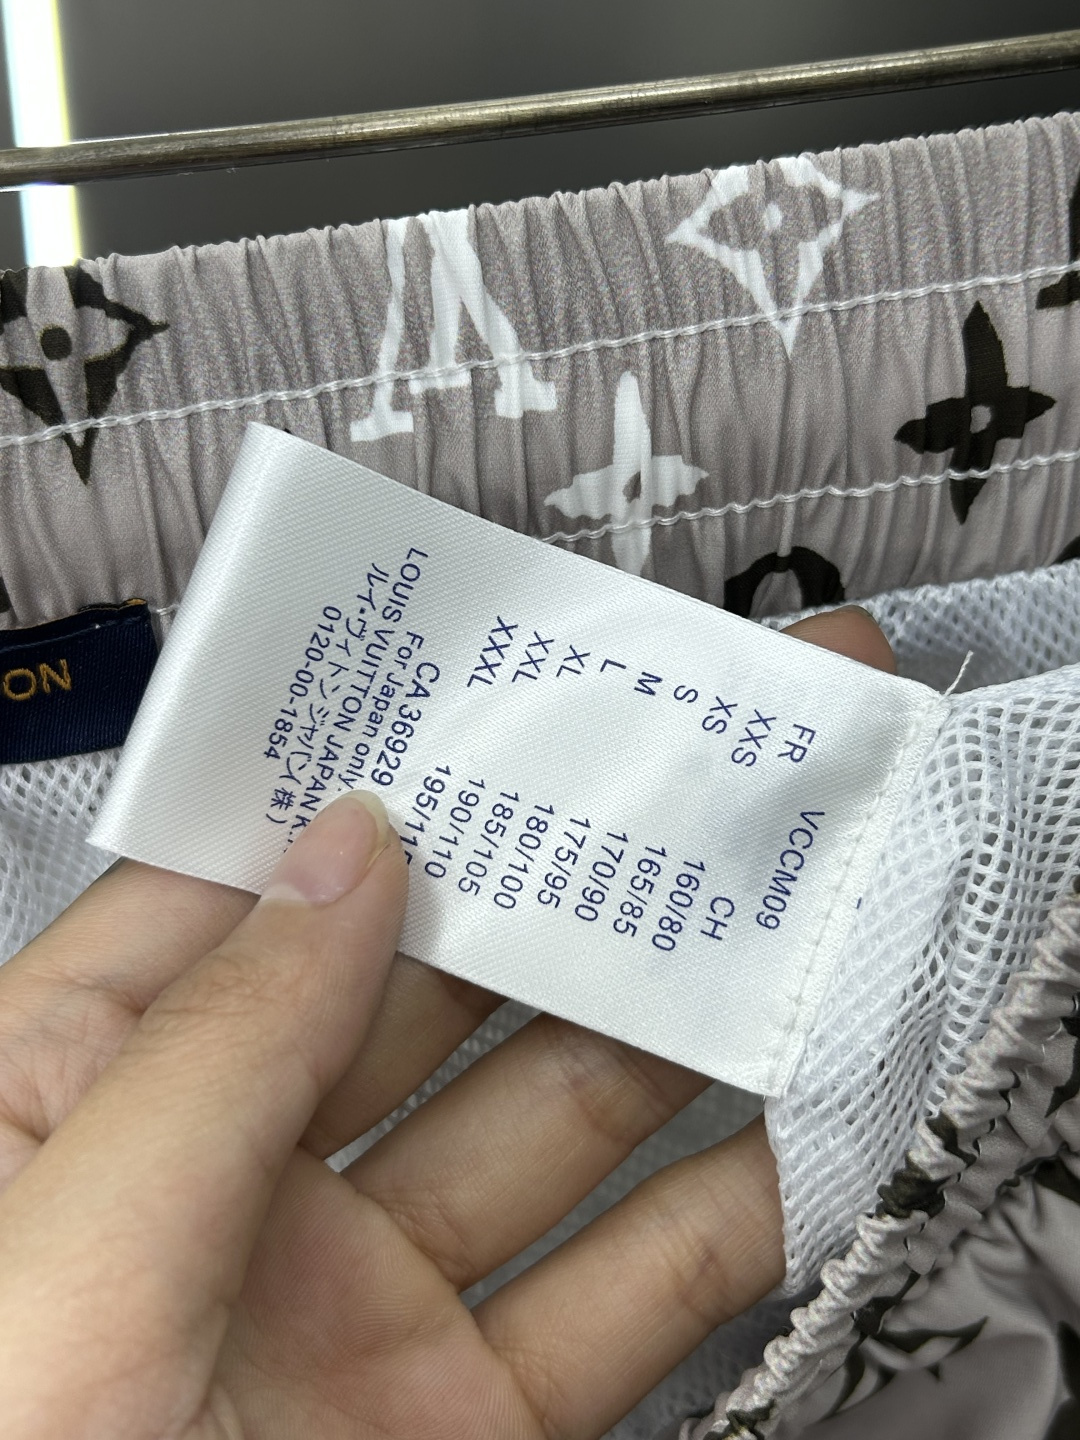 VCCM09
FR CH
XXS 160/80
XS 165/85
S 170/90
M 175/95
L 180/100
XL 185/105
XXL 190/110
XXXL
CA 36929
For Japan only
LOUIS VUITTON JAPAN
ルイ・ヴィトン ジャパン(株)
0120-00-1854
ON